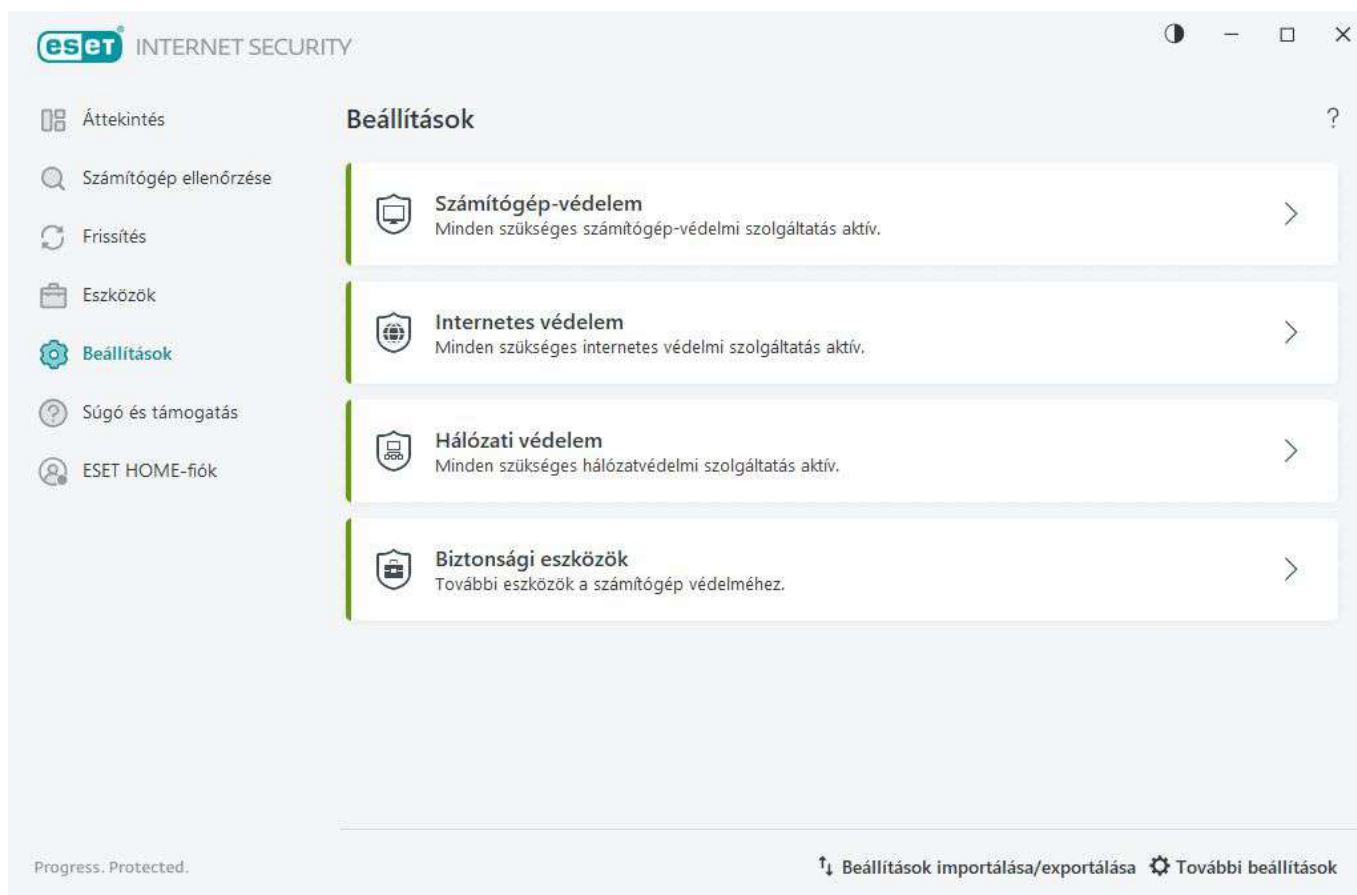 eset® INTERNET SECURITY
Áttekintés
Számítógép ellenőrzése
Frissítés
Eszközök
Beállítások
Súgó és támogatás
ESET HOME-fiók
Beállítások
?
Számítógép-védelem
Minden szükséges számítógép-védelmi szolgáltatás aktív.
Internetes védelem
Minden szükséges internetes védelmi szolgáltatás aktív.
Hálózati védelem
Minden szükséges hálózatvédelmi szolgáltatás aktív.
Biztonsági eszközök
További eszközök a számítógép védelméhez.
Progress. Protected.
Beállítások importálása/exportálása
További beállítások